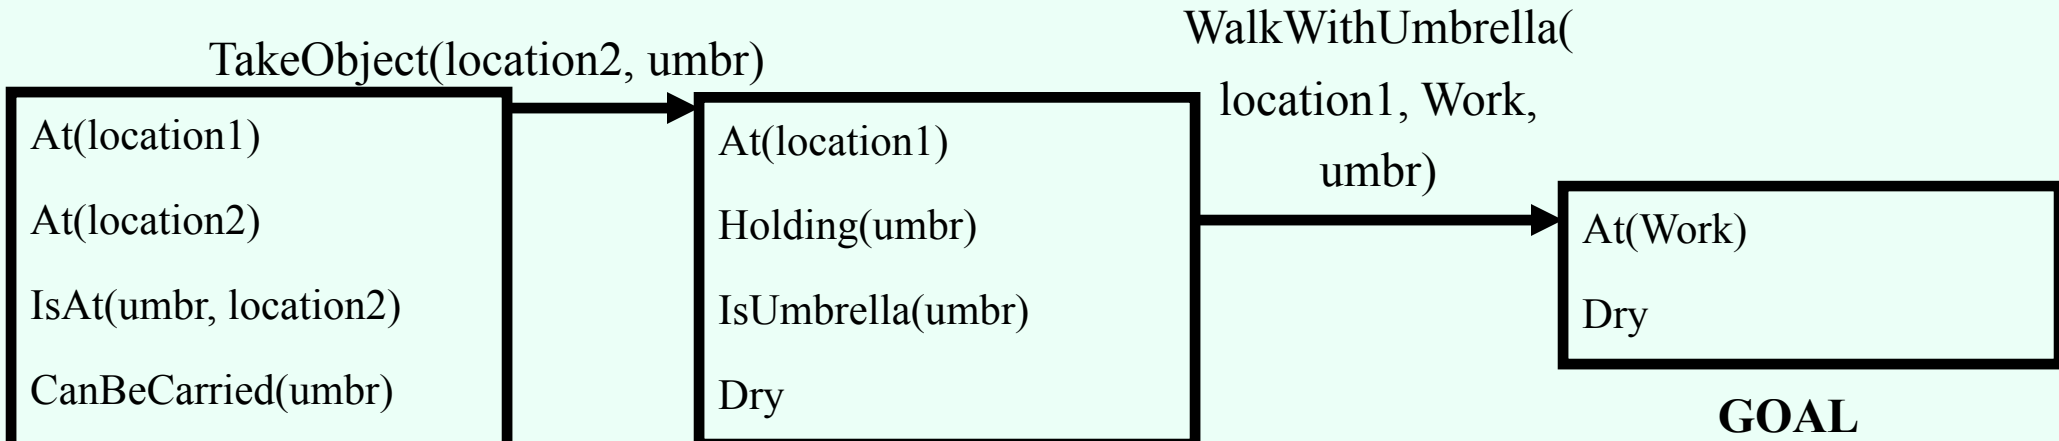 TakeObject(location2, umbr)
WalkWithUmbrella(
location1, Work,
umbr)
At(location1)
At(location2)
IsAt(umbr, location2)
CanBeCarried(umbr)
At(location1)
Holding(umbr)
IsUmbrella(umbr)
Dry
At(Work)
Dry
GOAL